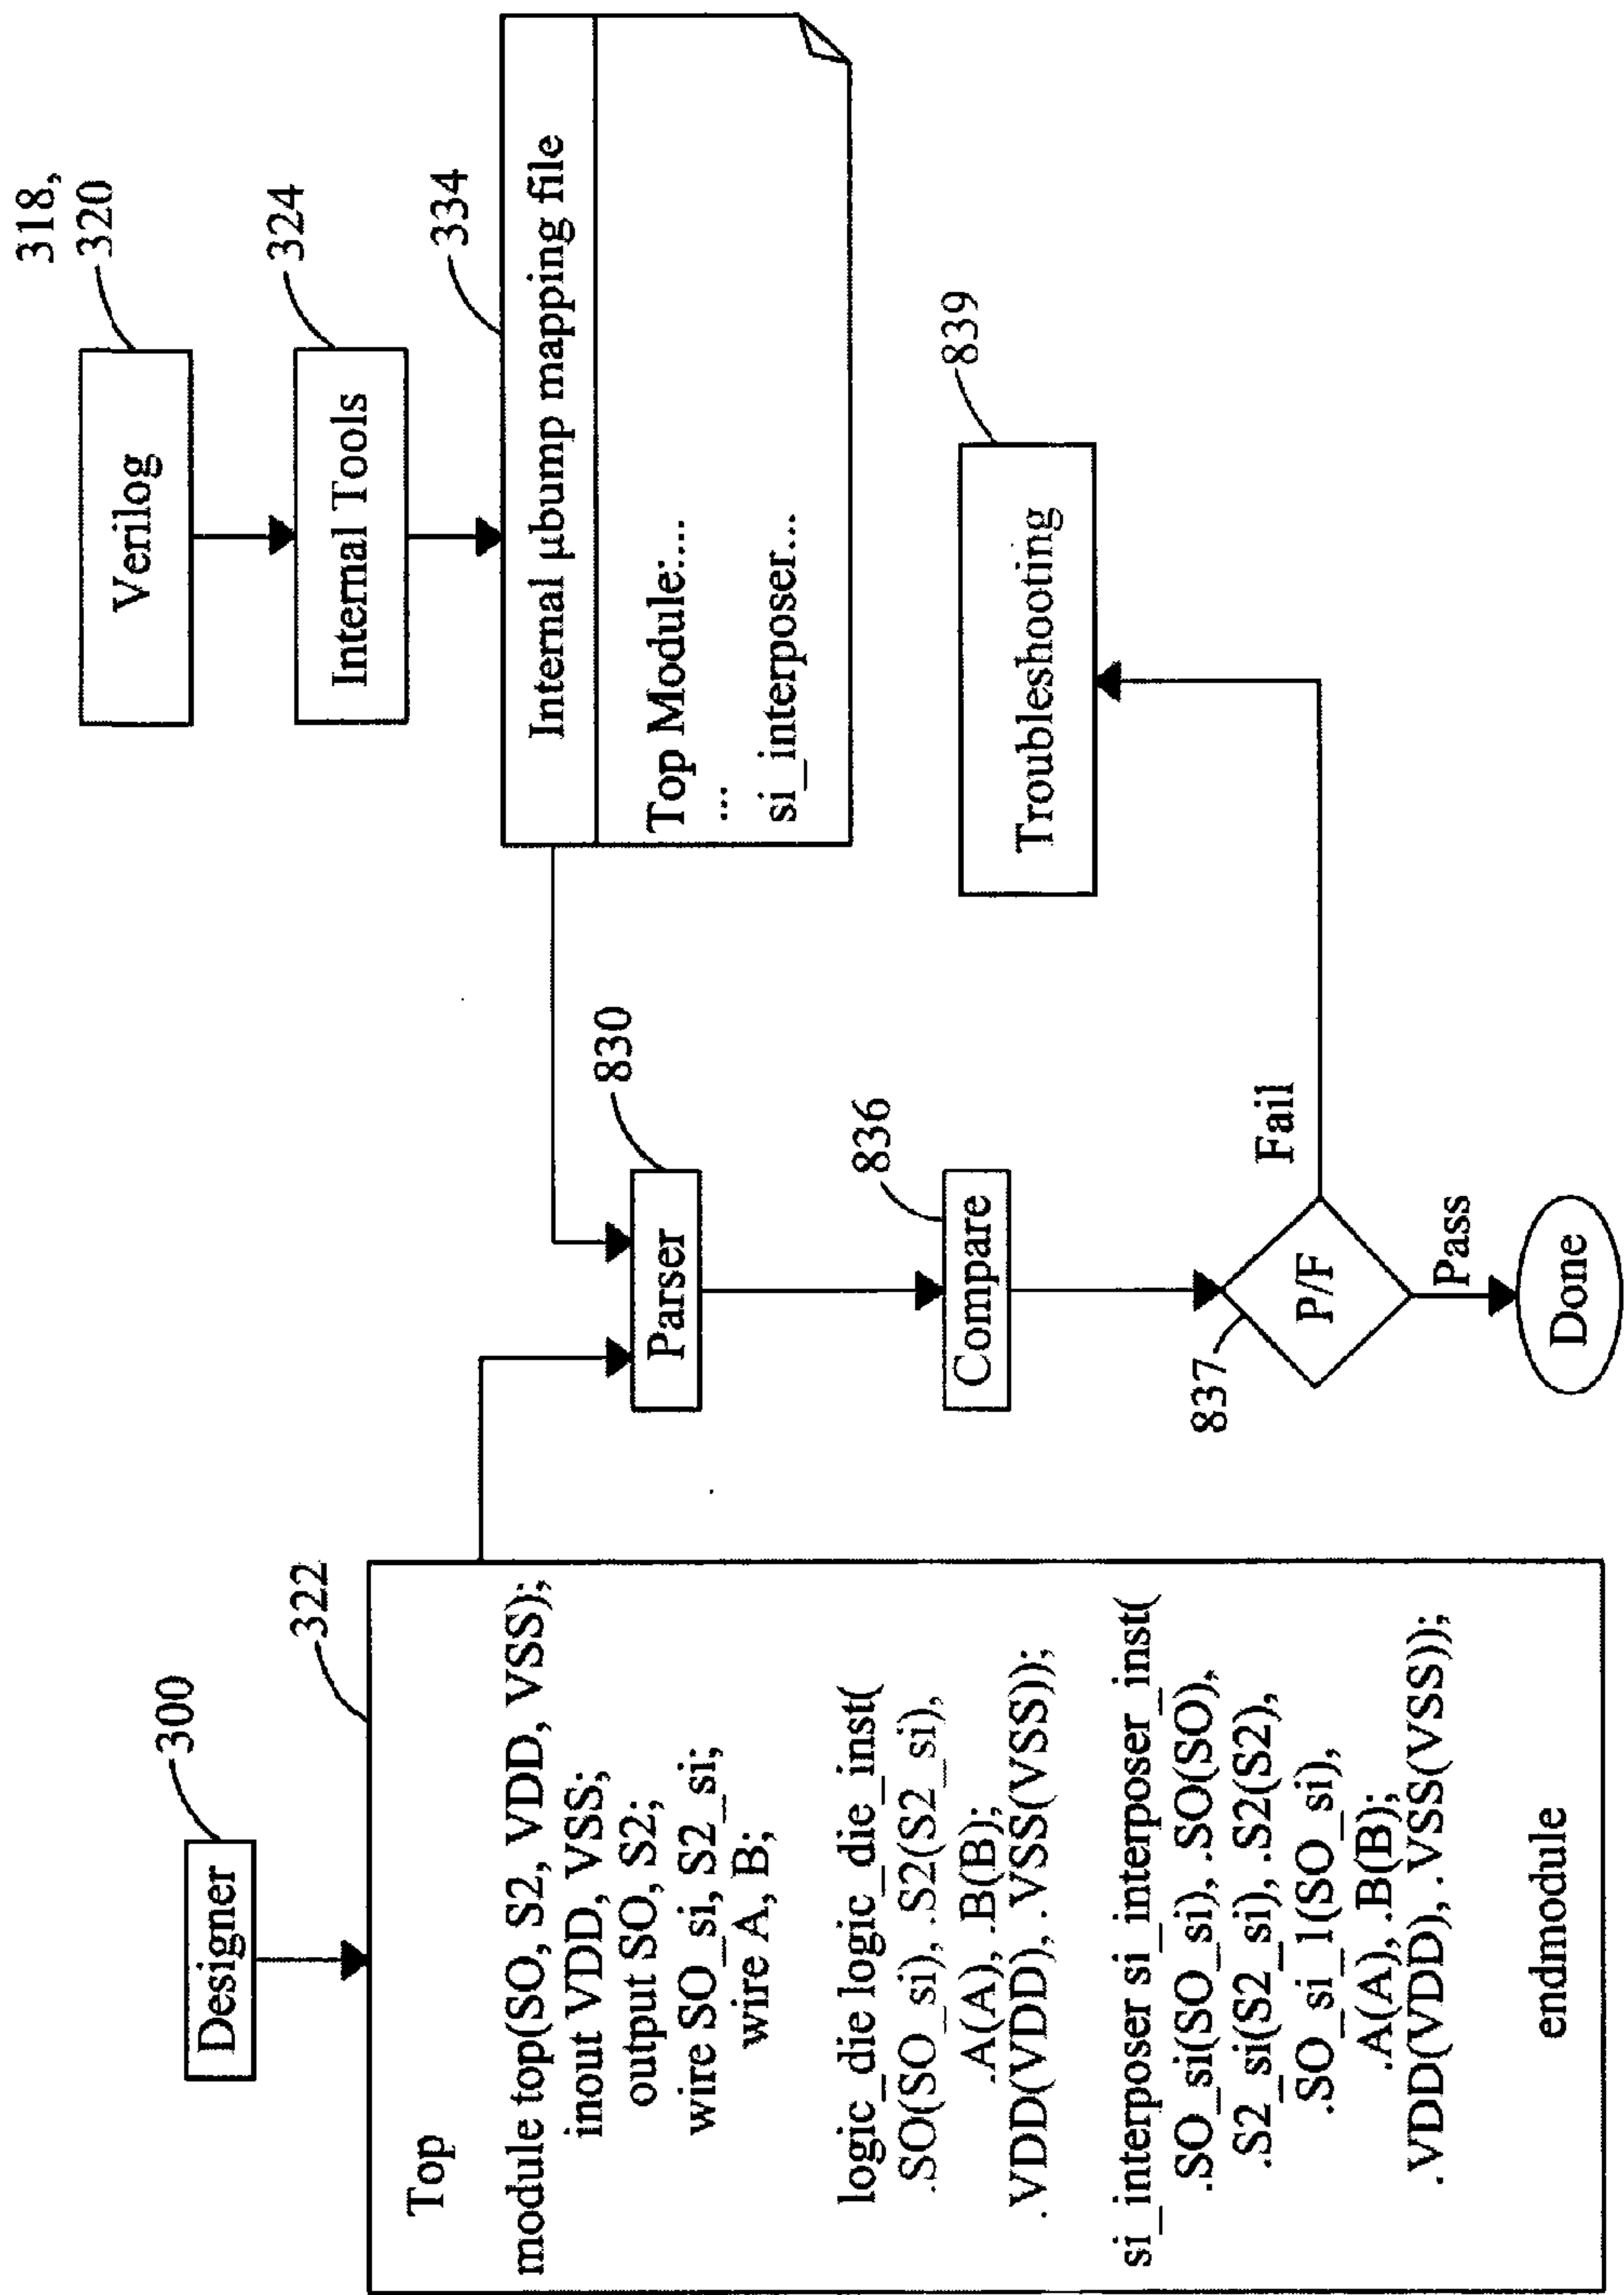 Designer
300
322
Top
module top(SO, S2, VDD, VSS);
inout VDD, VSS;
output SO, S2;
wire SO_si, S2_si;
wire A, B;
logic_die logic_die_inst(
.SO(SO_si), .S2(S2_si),
.A(A), .B(B);
.VDD(VDD), .VSS(VSS));
si_interposer si_interposer_inst(
.SO_si(SO_si), .SO(SO),
.S2_si(S2_si), .S2(S2),
.SO_si_1(SO_si),
.A(A), .B(B);
.VDD(VDD), .VSS(VSS));
endmodule
Parser
830
Compare
836
P/F
837
Fail
Pass
Done
318,
320
Verilog
Internal Tools
324
334
Internal µbump mapping file
Top Module:...
...
si_interposer...
Troubleshooting
839